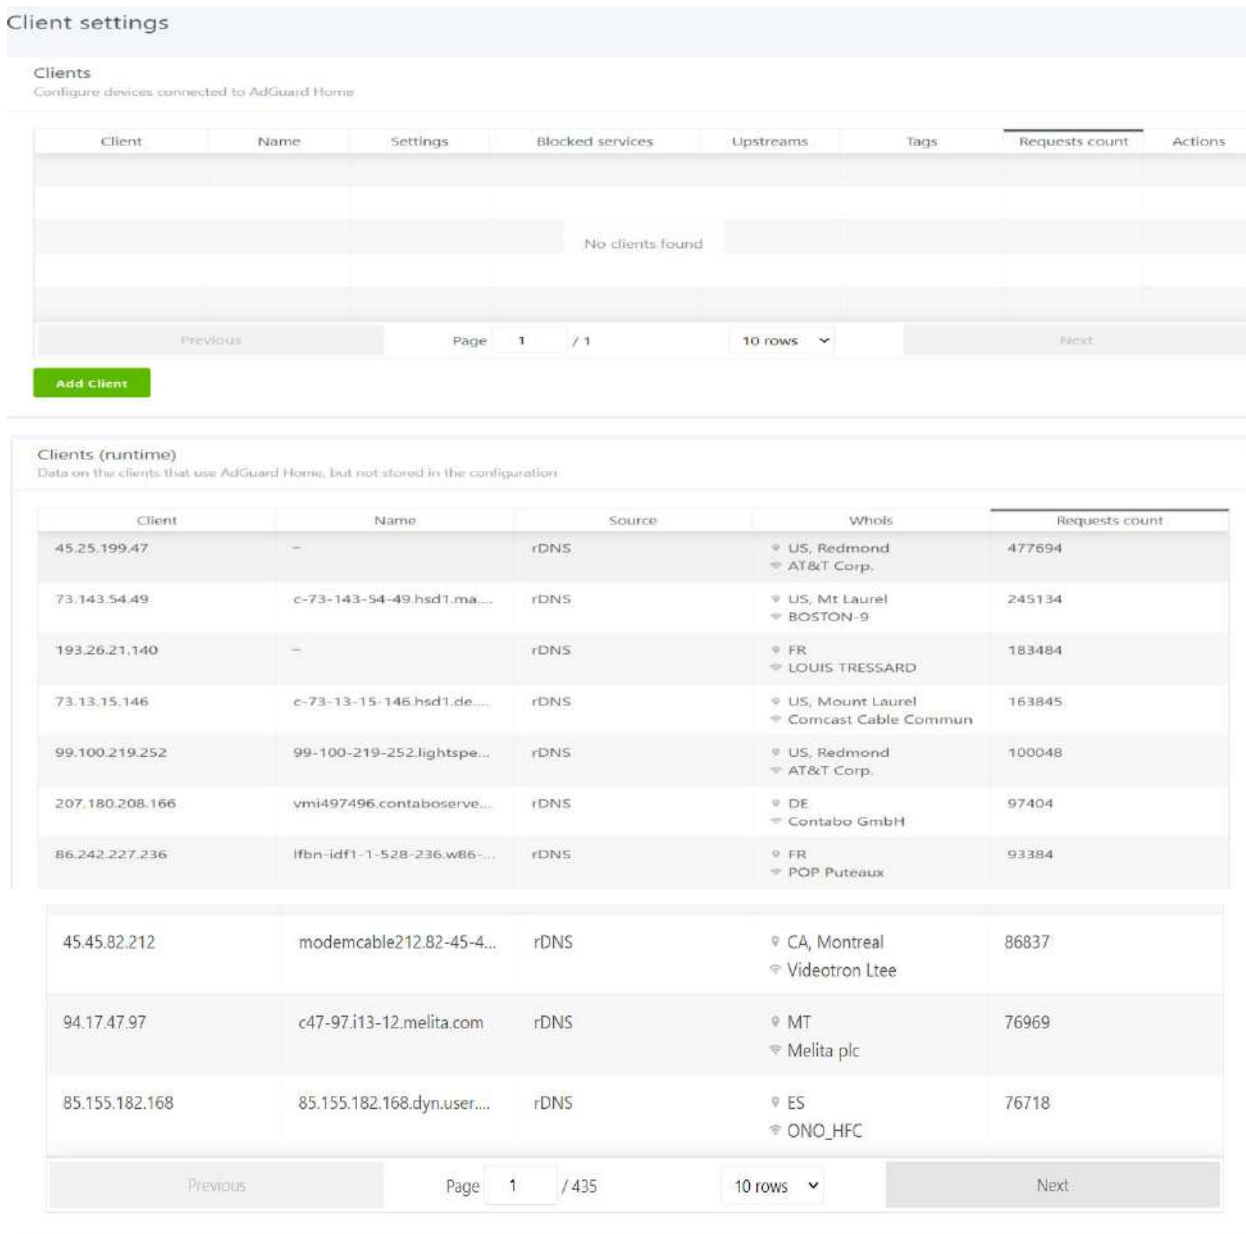 Client settings
Clients
Configure devices connected to AdGuard Home
Client Name Settings Blocked services Upstreams Tags Requests count Actions
No clients found
Previous Page 1 / 1 10 rows Next
Add Client
Clients (runtime)
Data on the clients that use AdGuard Home, but not stored in the configuration
Client Name Source Whois Requests count
45.25.199.47 – rDNS US, Redmond 477694
AT&T Corp.
73.143.54.49 c-73-143-54-49.hsd1.ma.... rDNS US, Mt Laurel 245134
BOSTON-9
193.26.21.140 – rDNS FR 183484
LOUIS TRESSARD
73.13.15.146 c-73-13-15-146.hsd1.de.... rDNS US, Mount Laurel 163845
Comcast Cable Commun
99.100.219.252 99-100-219-252.lightspe... rDNS US, Redmond 100048
AT&T Corp.
207.180.208.166 vmi497496.contaboserve... rDNS DE 97404
Contabo GmbH
86.242.227.236 lfbn-idf1-1-528-236.w86-... rDNS FR 93384
POP Puteaux
45.45.82.212 modemcable212.82-45-4... rDNS CA, Montreal 86837
Videotron Ltee
94.17.47.97 c47-97.i13-12.melita.com rDNS MT 76969
Melita plc
85.155.182.168 85.155.182.168.dyn.user.... rDNS ES 76718
ONO_HFC
Previous Page 1 / 435 10 rows Next